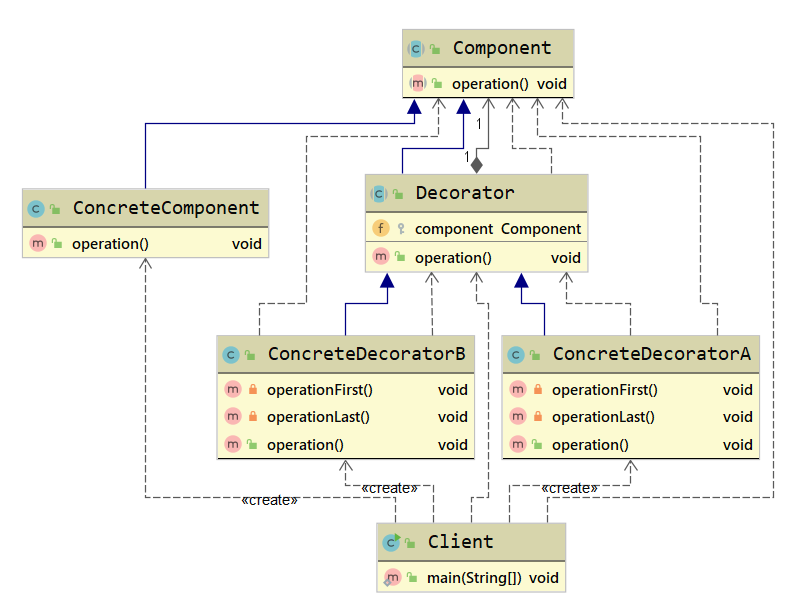 Component
operation() void
1
1
ConcreteComponent
operation() void
Decorator
component Component
operation() void
ConcreteDecoratorB
operationFirst() void
operationLast() void
operation() void
ConcreteDecoratorA
operationFirst() void
operationLast() void
operation() void
«create»
«create»
«create»
Client
main(String[]) void